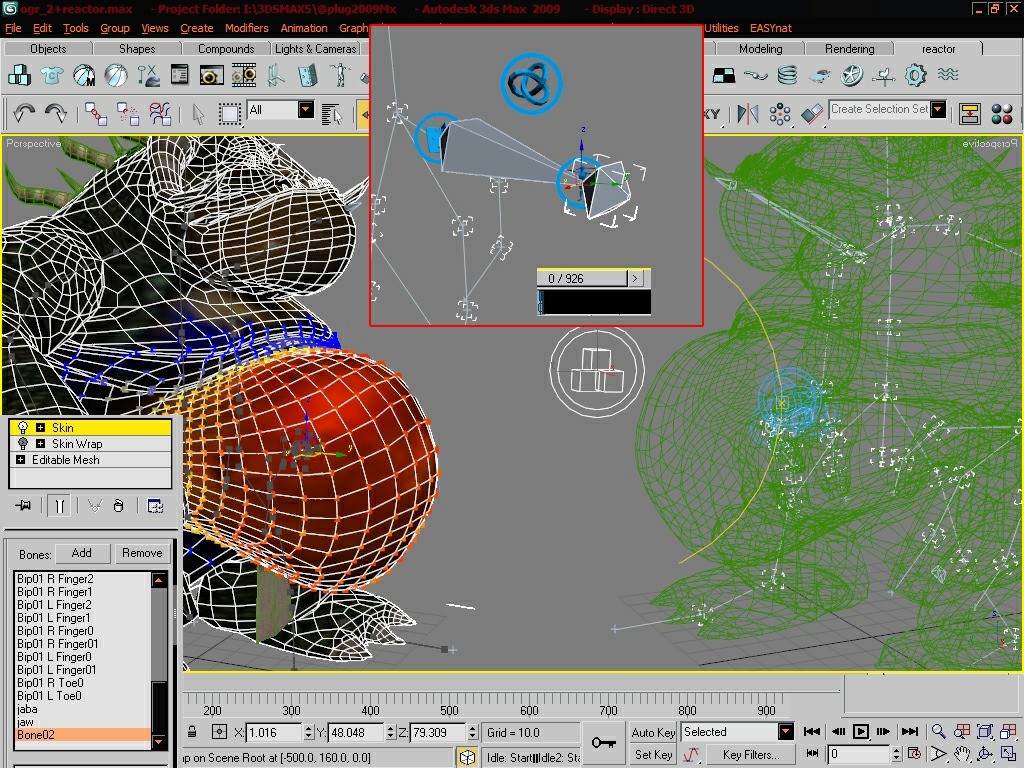 ogr_2+reactor.max - Project Folder: I:\3DSMAX5\@plug2009Mx - Autodesk 3ds Max 2009 - Display : Direct 3D
File Edit Tools Group Views Create Modifiers Animation Graph Utilities EASYnat
Objects Shapes Compounds Lights & Cameras Modeling Rendering reactor
All XY Create Selection Set
Perspective Perspective
z
0 / 926 >
Skin
Skin Wrap
Editable Mesh
Bones: Add Remove
Bip01 R Finger2
Bip01 R Finger1
Bip01 L Finger2
Bip01 L Finger1
Bip01 R Finger0
Bip01 R Finger01
Bip01 L Finger0
Bip01 L Finger01
Bip01 R Toe0
Bip01 L Toe0
jaba
jaw
Bone02
200 300 400 500 600 700 800 900
X: 1.016 Y: 48.048 Z: 79.309 Grid = 10.0 Auto Key Selected
p on Scene Root at [-500.0, 160.0, 0.0] Idle: Start Idle2: Sta Set Key Key Filters... 0